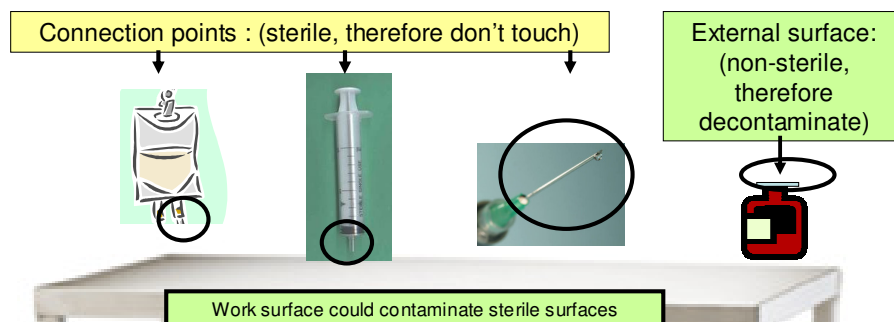 Connection points : (sterile, therefore don't touch)
External surface:
(non-sterile,
therefore
decontaminate)
Work surface could contaminate sterile surfaces